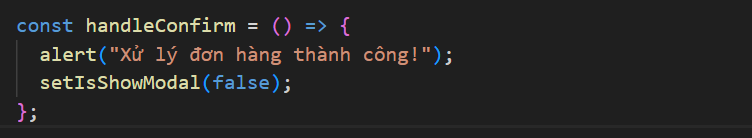 const handleConfirm = () => {
alert("Xử lý đơn hàng thành công!");
setIsShowModal(false);
};